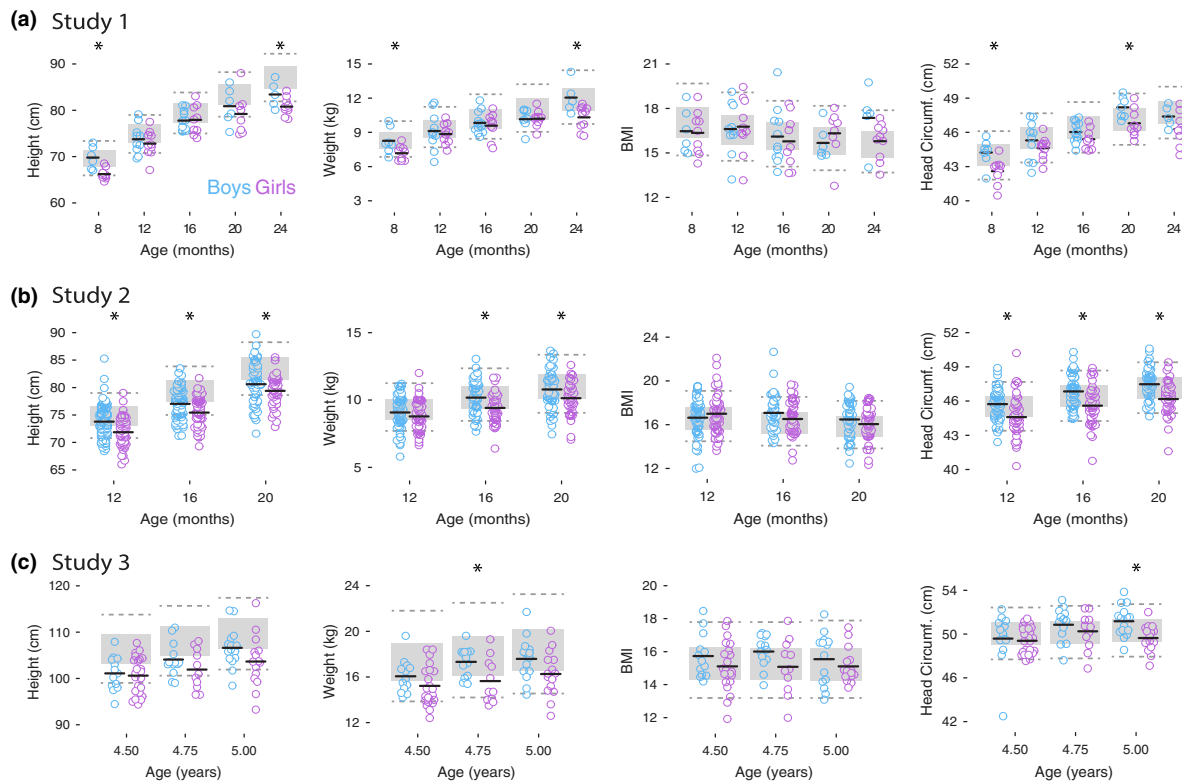 (a) Study 1
* * * * * *
90
80
70
60
Height (cm)
8 12 16 20 24
Age (months)
Boys Girls
15
12
9
6
3
Weight (kg)
8 12 16 20 24
Age (months)
21
18
15
12
BMI
8 12 16 20 24
Age (months)
52
49
46
43
40
Head Circumf. (cm)
8 12 16 20 24
Age (months)
(b) Study 2
* * * * * * * *
90
85
80
75
70
65
Height (cm)
12 16 20
Age (months)
15
10
5
Weight (kg)
12 16 20
Age (months)
24
20
16
12
BMI
12 16 20
Age (months)
52
49
46
43
40
Head Circumf. (cm)
12 16 20
Age (months)
(c) Study 3
* *
120
110
100
90
Height (cm)
4.50 4.75 5.00
Age (years)
24
20
16
12
Weight (kg)
4.50 4.75 5.00
Age (years)
20
18
16
14
12
BMI
4.50 4.75 5.00
Age (years)
54
50
46
42
Head Circumf. (cm)
4.50 4.75 5.00
Age (years)